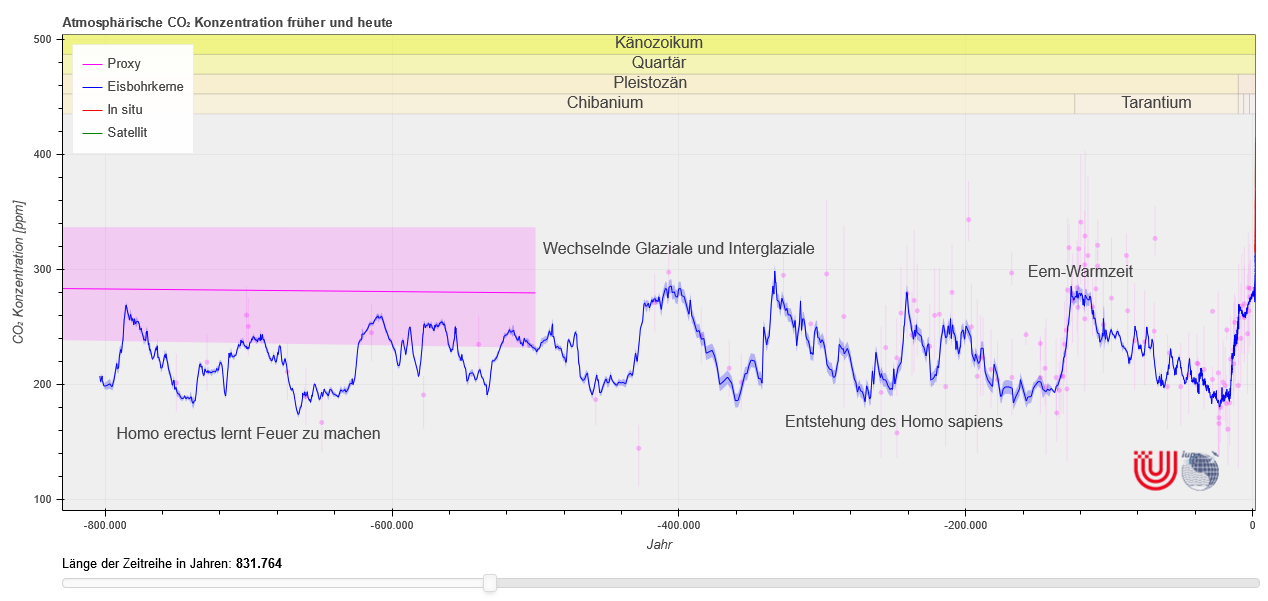 Atmosphärische CO₂ Konzentration früher und heute
500
400
300
200
100
CO₂ Konzentration [ppm]
Proxy
Eisbohrkerne
In situ
Satellit
Känozoikum
Quartär
Pleistozän
Chibanium
Tarantium
Wechselnde Glaziale und Interglaziale
Eem-Warmzeit
Homo erectus lernt Feuer zu machen
Entstehung des Homo sapiens
-800.000
-600.000
-400.000
-200.000
0
Jahr
Länge der Zeitreihe in Jahren: 831.764